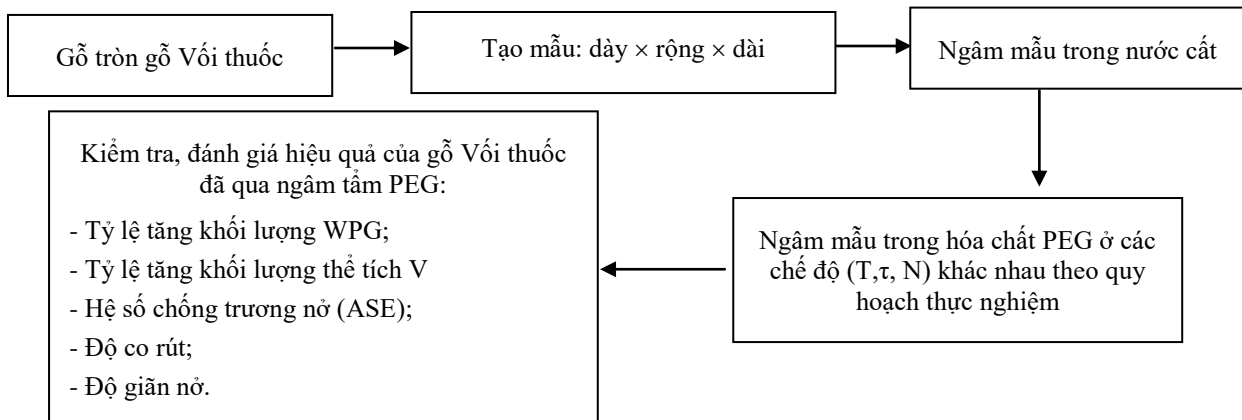 Gỗ tròn gỗ Vối thuốc
Tạo mẫu: dày × rộng × dài
Ngâm mẫu trong nước cất
Ngâm mẫu trong hóa chất PEG ở các
chế độ (T,τ, N) khác nhau theo quy
hoạch thực nghiệm
Kiểm tra, đánh giá hiệu quả của gỗ Vối thuốc
đã qua ngâm tẩm PEG:
- Tỷ lệ tăng khối lượng WPG;
- Tỷ lệ tăng khối lượng thể tích V
- Hệ số chống trương nở (ASE);
- Độ co rút;
- Độ giãn nở.